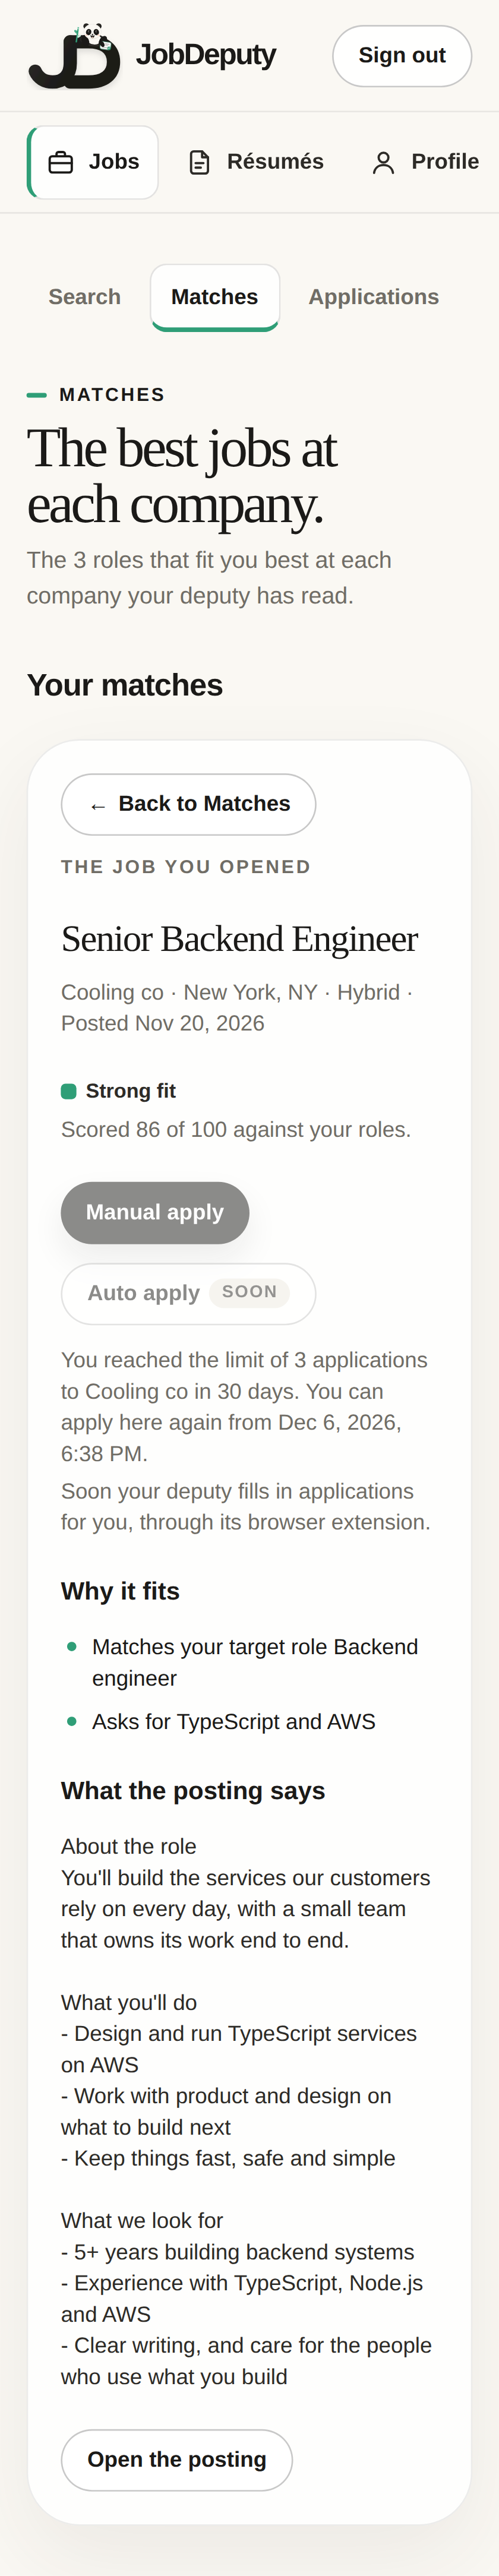 JobDeputy
Sign out
Jobs
Résumés
Profile
Search
Matches
Applications
MATCHES
The best jobs at
each company.
The 3 roles that fit you best at each
company your deputy has read.
Your matches
← Back to Matches
THE JOB YOU OPENED
Senior Backend Engineer
Cooling co · New York, NY · Hybrid ·
Posted Nov 20, 2026
Strong fit
Scored 86 of 100 against your roles.
Manual apply
Auto apply SOON
You reached the limit of 3 applications
to Cooling co in 30 days. You can
apply here again from Dec 6, 2026,
6:38 PM.
Soon your deputy fills in applications
for you, through its browser extension.
Why it fits
Matches your target role Backend
engineer
Asks for TypeScript and AWS
What the posting says
About the role
You'll build the services our customers
rely on every day, with a small team
that owns its work end to end.
What you'll do
- Design and run TypeScript services
on AWS
- Work with product and design on
what to build next
- Keep things fast, safe and simple
What we look for
- 5+ years building backend systems
- Experience with TypeScript, Node.js
and AWS
- Clear writing, and care for the people
who use what you build
Open the posting